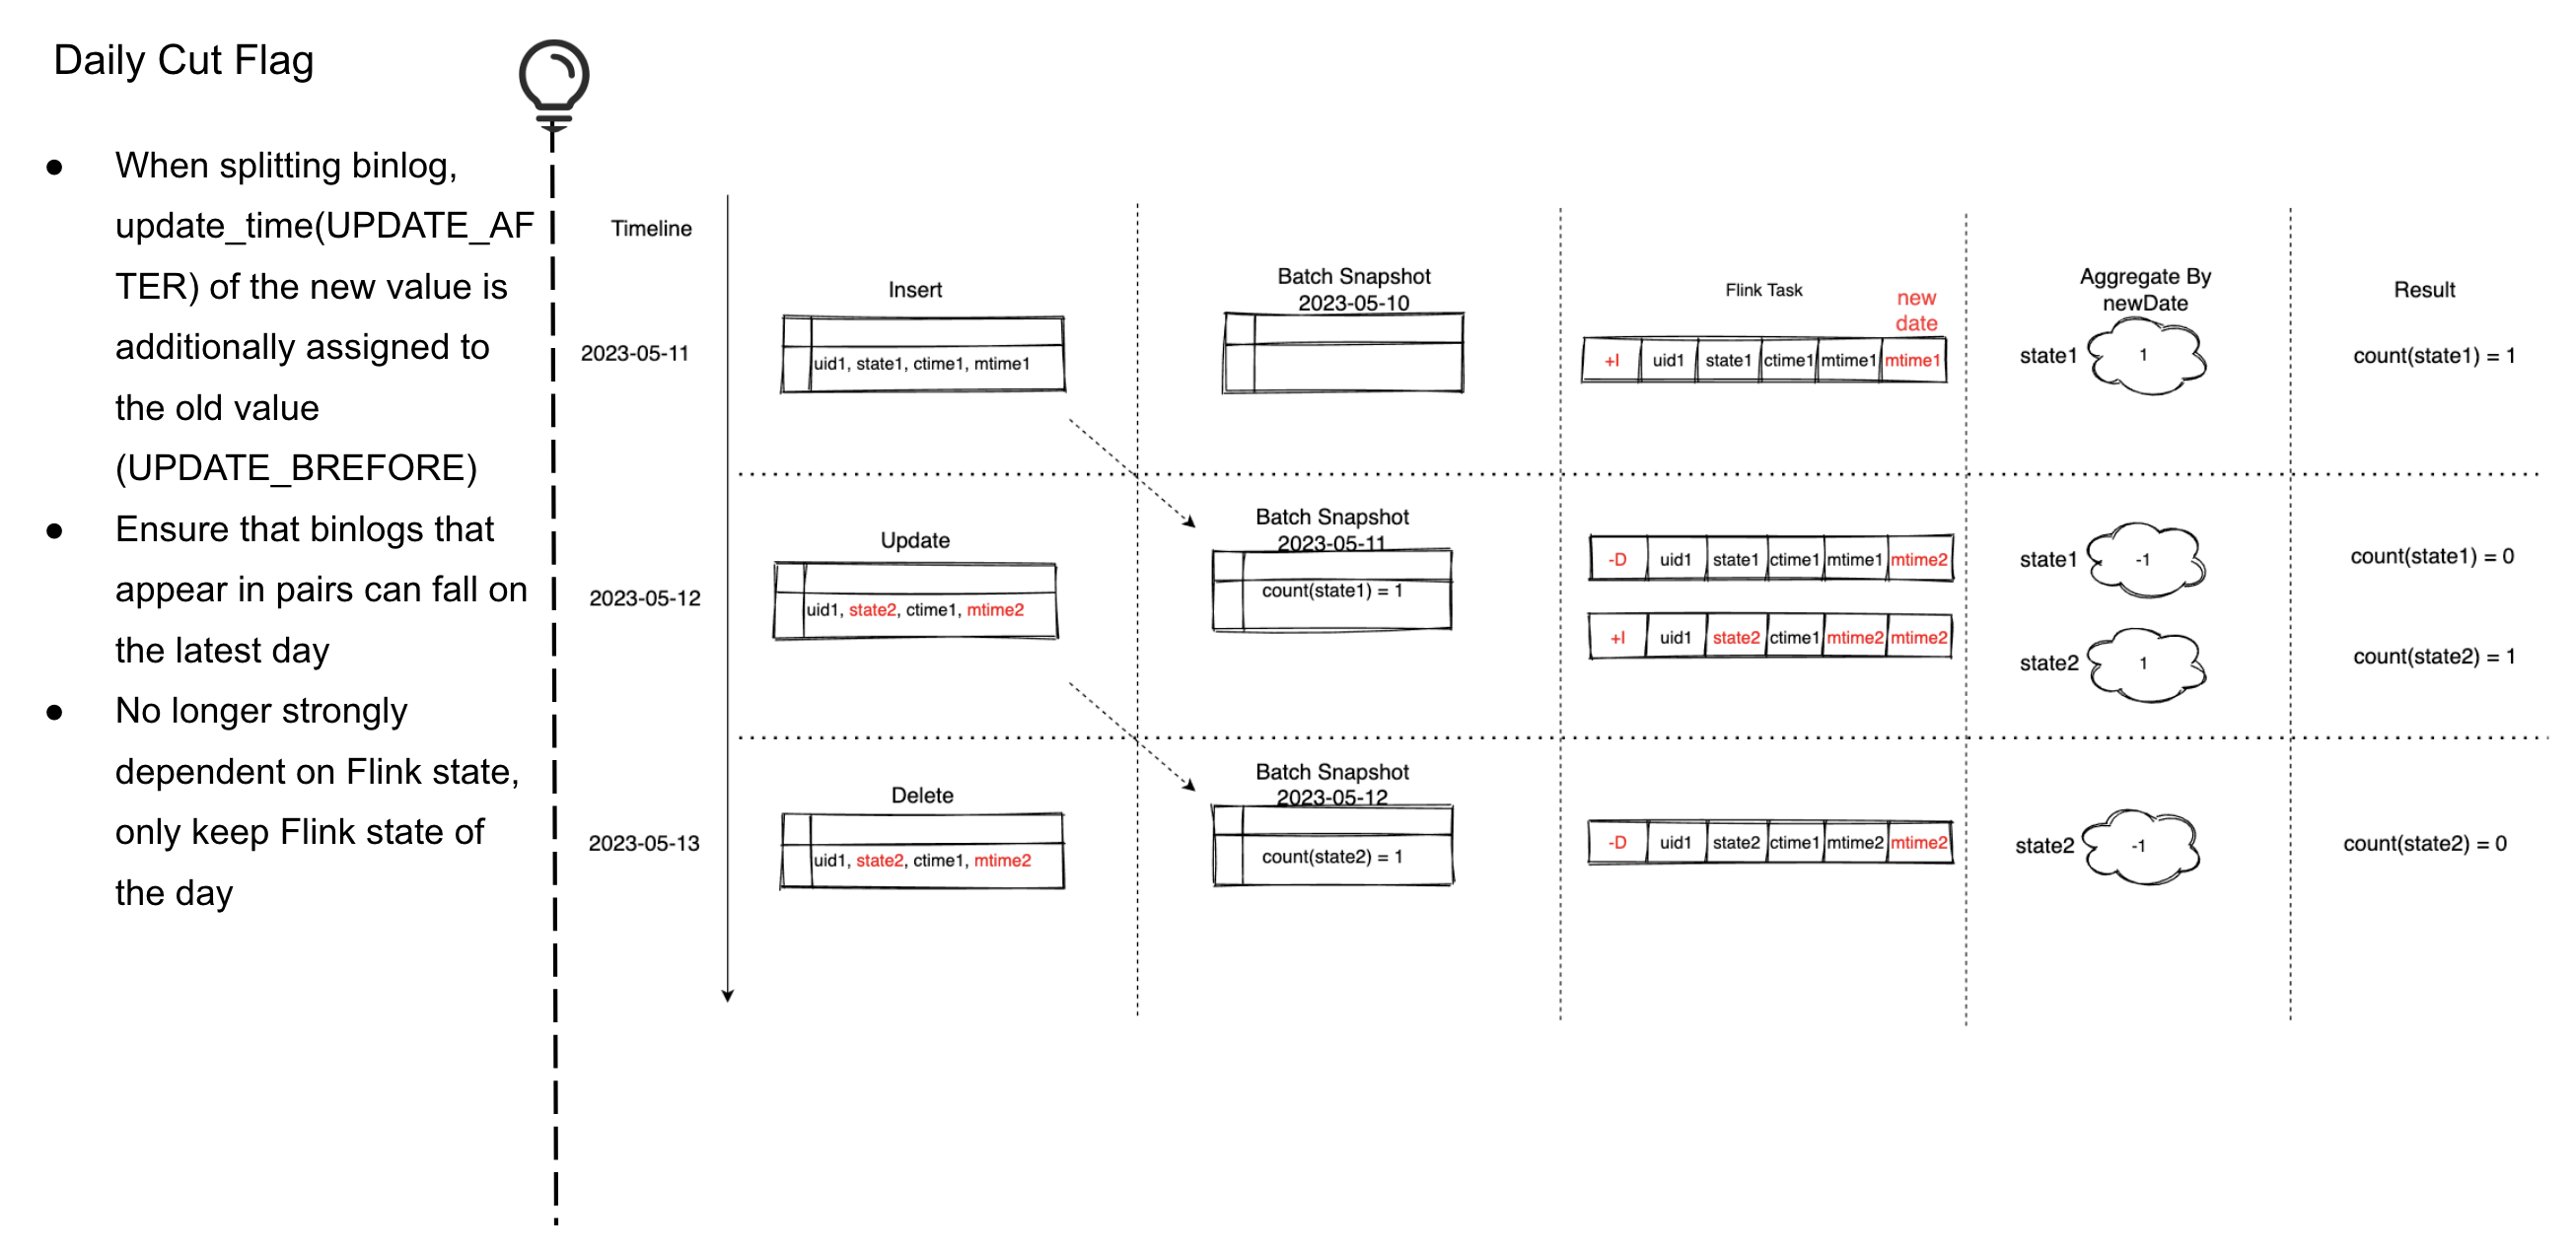 Daily Cut Flag
● When splitting binlog,
update_time(UPDATE_AF
TER) of the new value is
additionally assigned to
the old value
(UPDATE_BREFORE)
● Ensure that binlogs that
appear in pairs can fall on
the latest day
● No longer strongly
dependent on Flink state,
only keep Flink state of
the day
Timeline
2023-05-11
Insert
uid1, state1, ctime1, mtime1
Batch Snapshot
2023-05-10
Flink Task
new
date
+I uid1 state1 ctime1 mtime1 mtime1
Aggregate By
newDate
state1 1
Result
count(state1) = 1
2023-05-12
Update
uid1, state2, ctime1, mtime2
Batch Snapshot
2023-05-11
count(state1) = 1
-D uid1 state1 ctime1 mtime1 mtime2
+I uid1 state2 ctime1 mtime2 mtime2
state1 -1
state2 1
count(state1) = 0
count(state2) = 1
2023-05-13
Delete
uid1, state2, ctime1, mtime2
Batch Snapshot
2023-05-12
count(state2) = 1
-D uid1 state2 ctime1 mtime2 mtime2
state2 -1
count(state2) = 0